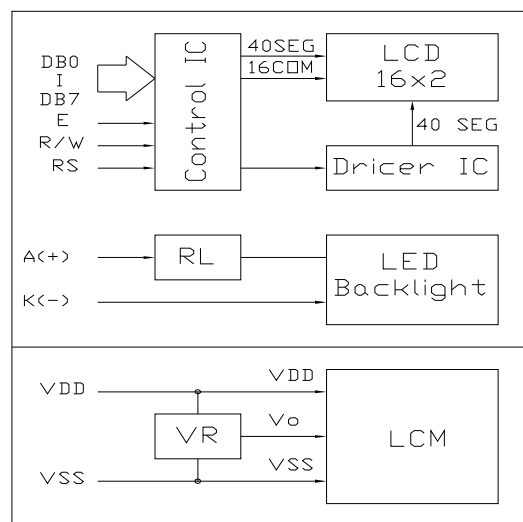 DB0
I
DB7
E
R/W
RS
Control IC
40SEG
16COM
LCD
16x2
40 SEG
Dricer IC
A(+)
RL
LED
Backlight
K(-)
VDD
VDD
VR
Vo
LCM
VSS
VSS